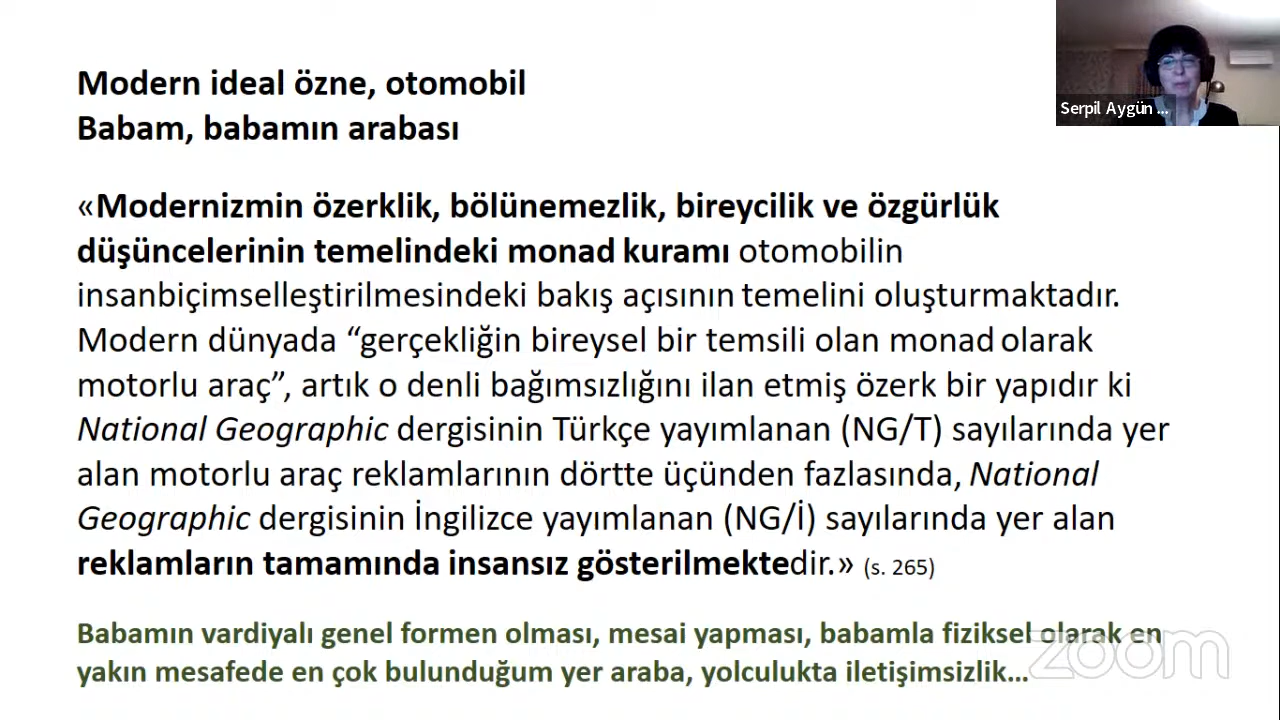 Modern ideal özne, otomobil
Babam, babamın arabası
Serpil Aygün ...
«Modernizmin özerklik, bölünemezlik, bireycilik ve özgürlük
düşüncelerinin temelindeki monad kuramı otomobilin
insanbiçimselleştirilmesindeki bakış açısının temelini oluşturmaktadır.
Modern dünyada “gerçekliğin bireysel bir temsili olan monad olarak
motorlu araç”, artık o denli bağımsızlığını ilan etmiş özerk bir yapıdır ki
National Geographic dergisinin Türkçe yayımlanan (NG/T) sayılarında yer
alan motorlu araç reklamlarının dörtte üçünden fazlasında, National
Geographic dergisinin İngilizce yayımlanan (NG/İ) sayılarında yer alan
reklamların tamamında insansız gösterilmektedir.» (s. 265)
Babamın vardiyalı genel formen olması, mesai yapması, babamla fiziksel olarak en
yakın mesafede en çok bulunduğum yer araba, yolculukta iletişimsizlik...
zoom